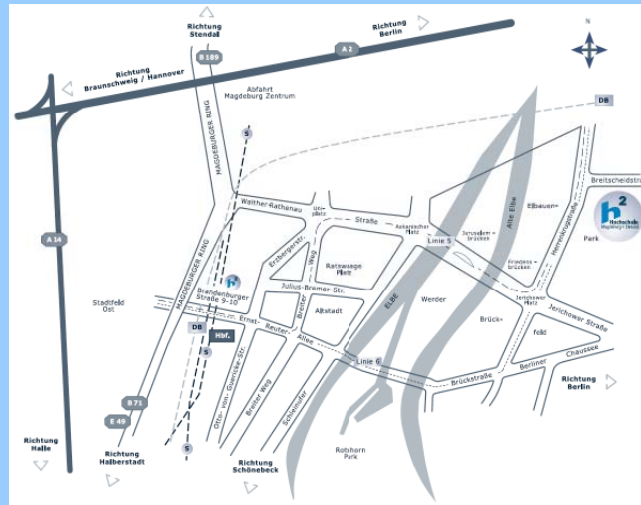 Richtung
Stendal
Richtung
Berlin
N
A 2
B 189
Richtung
Braunschweig / Hannover
Abfahrt
Magdeburg Zentrum
DB
S
MAGDEBURGER RING
Walther-Rathenau
Uni-
platz
Straße
Askanischer
Platz
Linie 5
Jerusalem-
brücken
Alte Elbe
Elbauen-
Park
Herrenkrugstraße
Breitscheidstr.
h2
Hochschule
A 14
MAGDEBURGER RING
Erzbergerstr.
Weg
Ratswaage
Platz
Friedens-
brücken
Brandenburger
Straße 9-10
Julius-Bremer-Str.
Breiter
Altstadt
ELBE
Werder
Jerichower
Platz
Jerichower Straße
Stadtfeld
Ost
DB
Hbf.
Ernst-
Reuter-
Allee
Brück-
feld
S
Linie 6
Brückstraße
Berliner
Chaussee
Richtung
Berlin
Otto-von-Guericke-Str.
Breiter Weg
Schleinufer
B 71
E 49
Richtung
Halle
Richtung
Halberstadt
S
Richtung
Schönebeck
Rothorn
Park